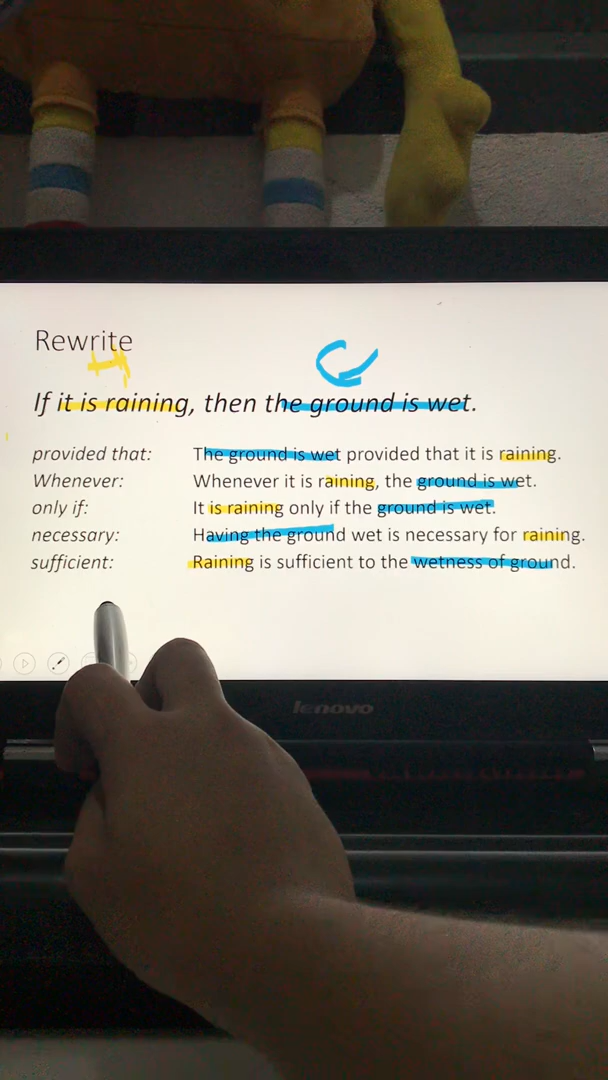 Rewrite
H C
If it is raining, then the ground is wet.
provided that: The ground is wet provided that it is raining.
Whenever: Whenever it is raining, the ground is wet.
only if: It is raining only if the ground is wet.
necessary: Having the ground wet is necessary for raining.
sufficient: Raining is sufficient to the wetness of ground.
lenovo